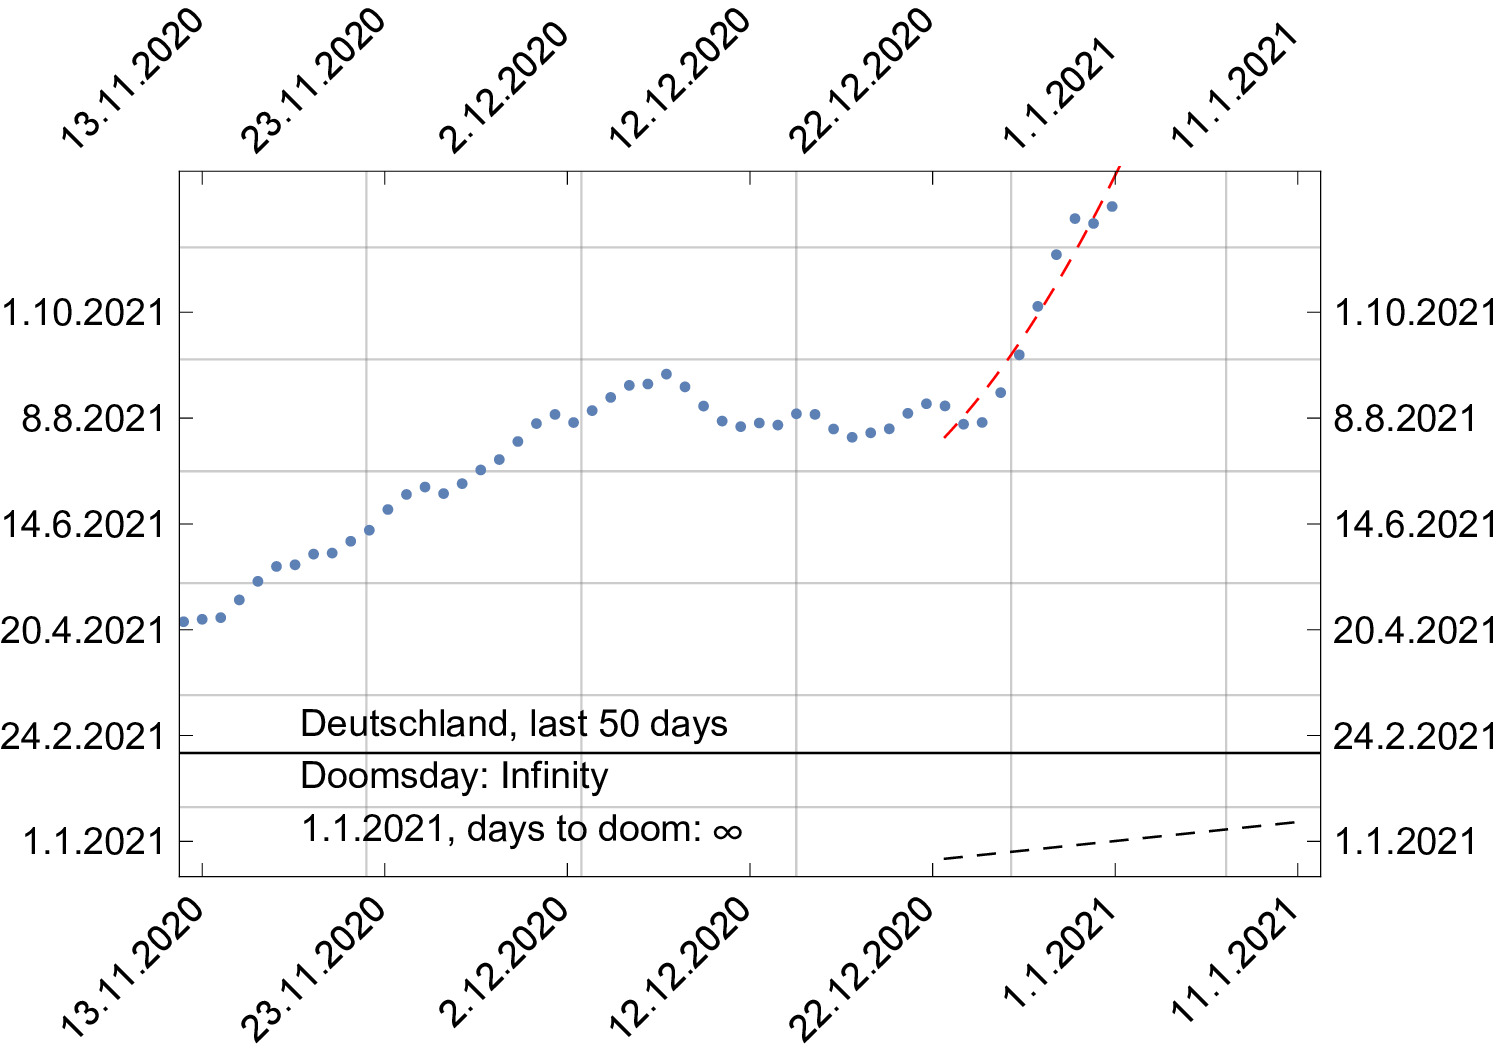 13.11.2020 23.11.2020 2.12.2020 12.12.2020 22.12.2020 1.1.2021 11.1.2021
1.10.2021 1.10.2021
8.8.2021 8.8.2021
14.6.2021 14.6.2021
20.4.2021 20.4.2021
Deutschland, last 50 days
24.2.2021 24.2.2021
Doomsday: Infinity
1.1.2021, days to doom: ∞
1.1.2021 1.1.2021
13.11.2020 23.11.2020 2.12.2020 12.12.2020 22.12.2020 1.1.2021 11.1.2021